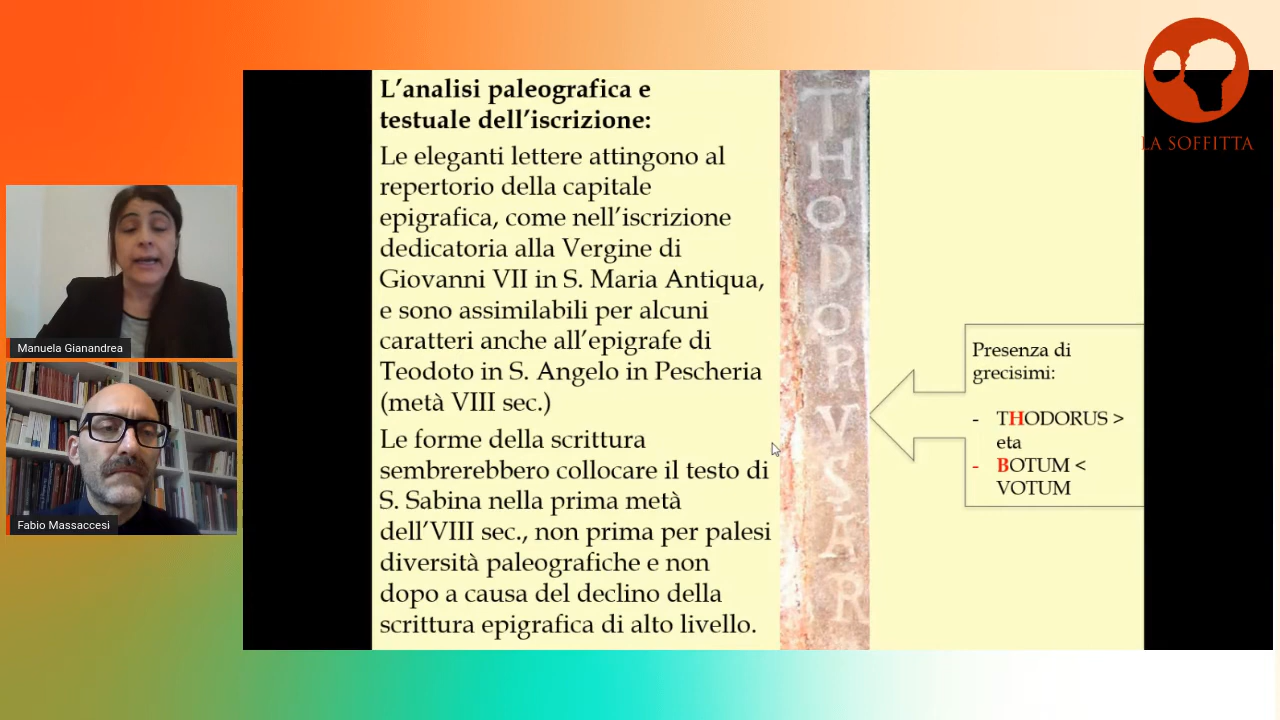 LA SOFFITTA
L'analisi paleografica e
testuale dell'iscrizione:
Le eleganti lettere attingono al
repertorio della capitale
epigrafica, come nell'iscrizione
dedicatoria alla Vergine di
Giovanni VII in S. Maria Antiqua,
e sono assimilabili per alcuni
caratteri anche all'epigrafe di
Teodoto in S. Angelo in Pescheria
(metà VIII sec.)
Le forme della scrittura
sembrerebbero collocare il testo di
S. Sabina nella prima metà
dell'VIII sec., non prima per palesi
diversità paleografiche e non
dopo a causa del declino della
scrittura epigrafica di alto livello.
T
H
O
D
O
R
V
S
A
R
Presenza di
grecisimi:
- THODORUS >
eta
- BOTUM <
VOTUM
Manuela Gianandrea
Fabio Massaccesi